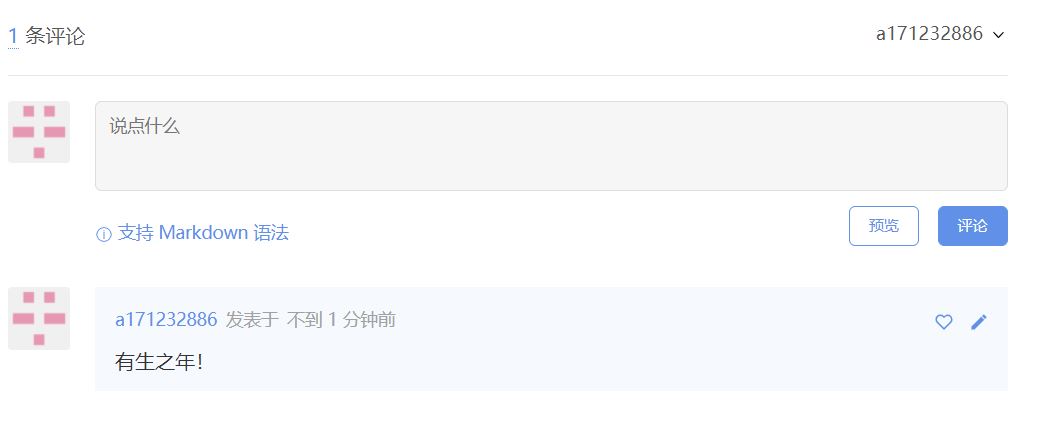 1 条评论
a171232886
说点什么
支持 Markdown 语法
预览
评论
a171232886 发表于 不到 1 分钟前
有生之年!